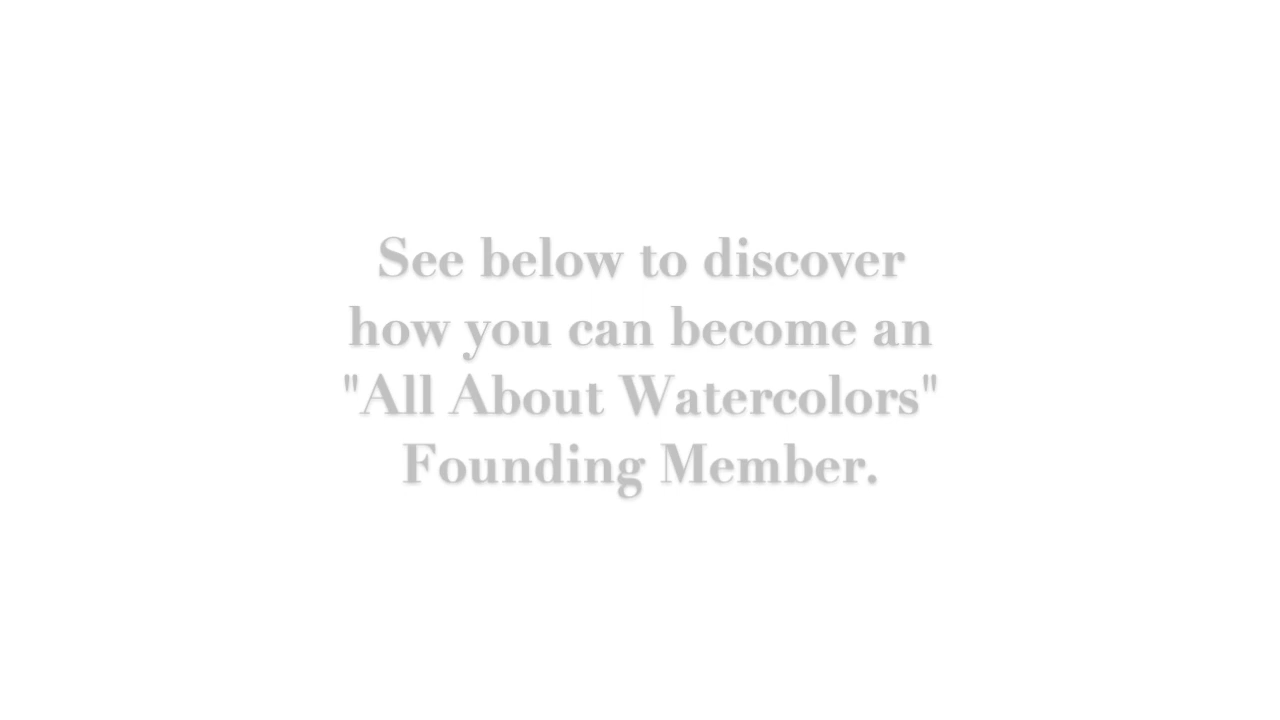 See below to discover
how you can become an
"All About Watercolors"
Founding Member.